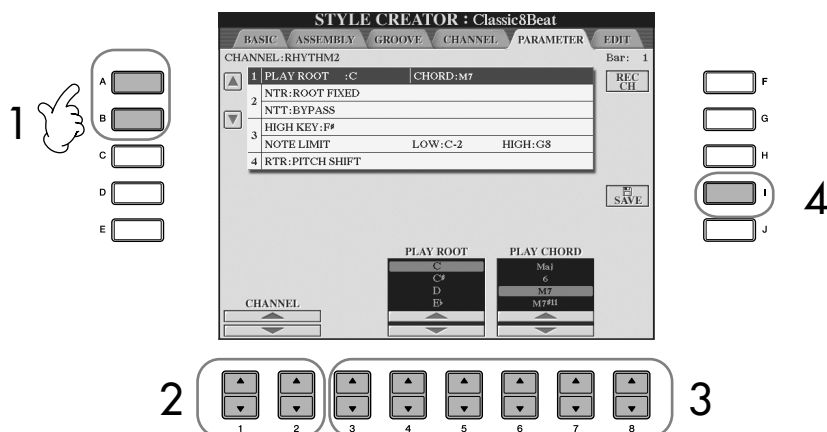 STYLE CREATOR : Classic8Beat
BASIC ASSEMBLY GROOVE CHANNEL PARAMETER EDIT
CHANNEL:RHYTHM2 Bar: 1
1 PLAY ROOT :C CHORD:M7
2 NTR:ROOT FIXED
NTT:BYPASS
3 HIGH KEY:F♯
NOTE LIMIT LOW:C-2 HIGH:G8
4 RTR:PITCH SHIFT
REC
CH
SAVE
PLAY ROOT PLAY CHORD
C Maj
C♯ 6
D M7
E♭ M7♯11
CHANNEL
1
A
B
C
D
E
F
G
H
I
J
4
2
1 2 3 4 5 6 7 8
3